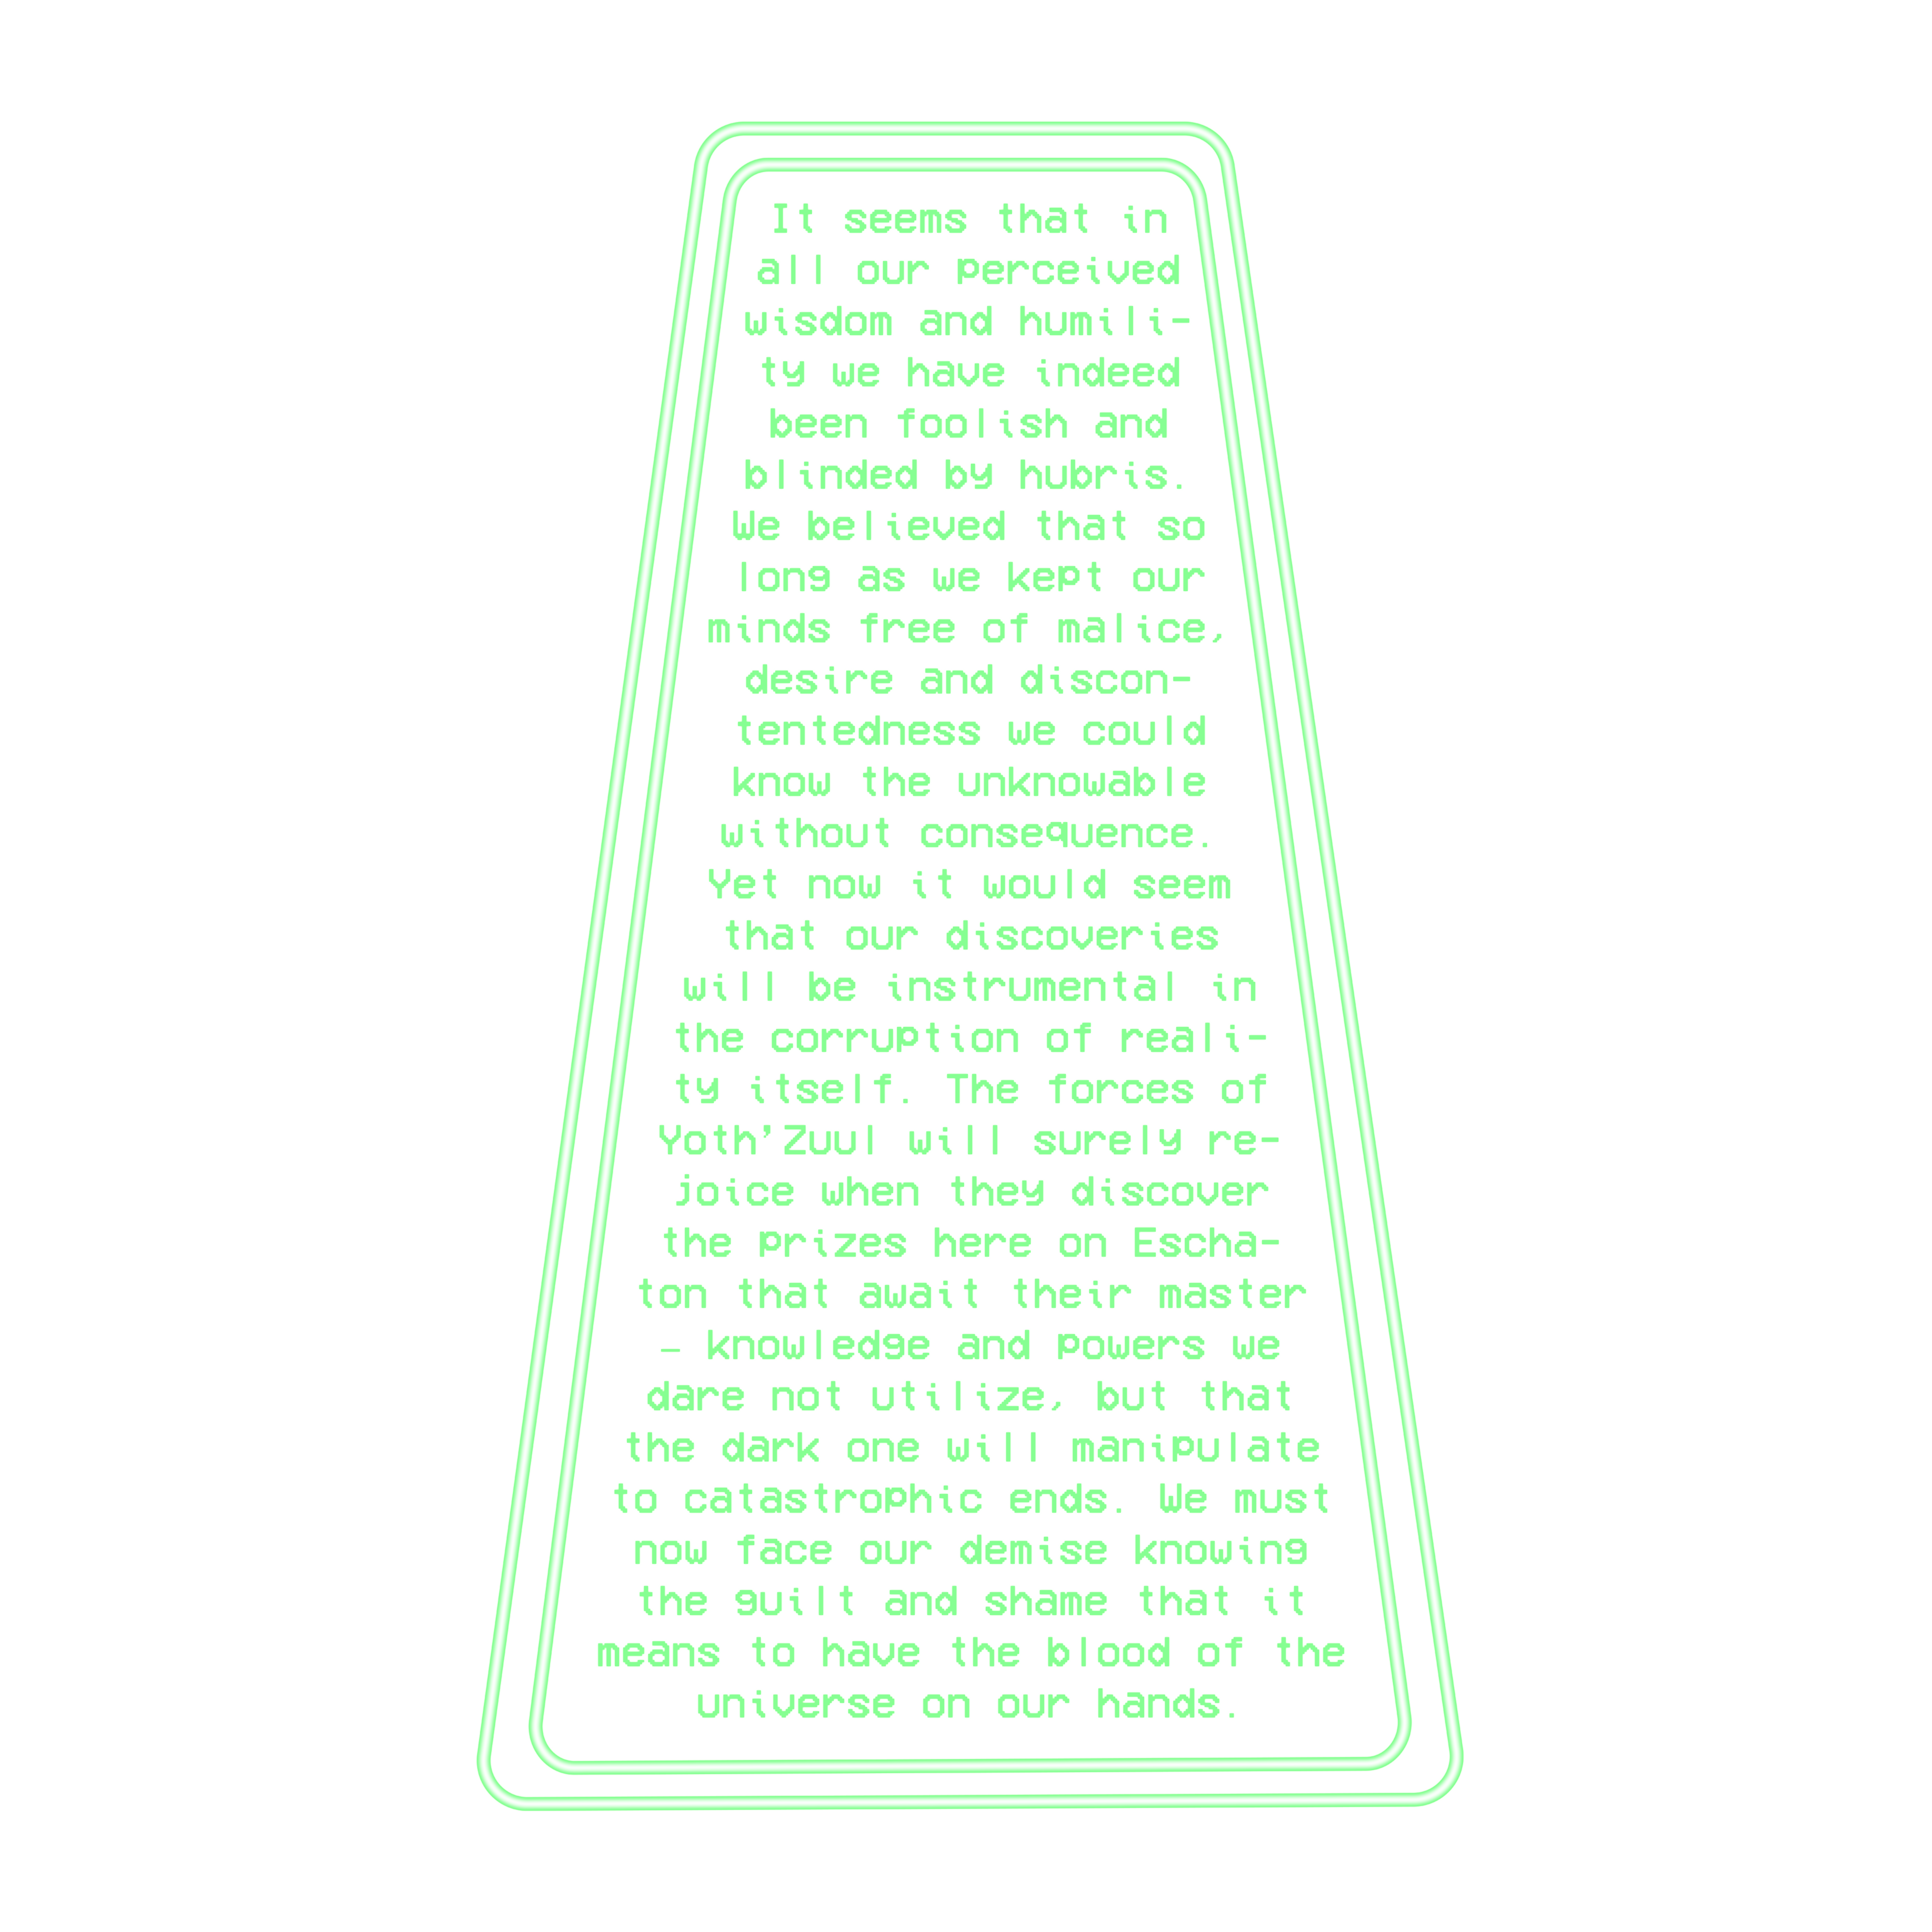 It seems that in
all our perceived
wisdom and humili-
ty we have indeed
been foolish and
blinded by hubris.
We believed that so
long as we kept our
minds free of malice,
desire and discon-
tentedness we could
know the unknowable
without consequence.
Yet now it would seem
that our discoveries
will be instrumental in
the corruption of reali-
ty itself. The forces of
Yoth’Zuul will surely re-
joice when they discover
the prizes here on Escha-
ton that await their master
— knowledge and powers we
dare not utilize, but that
the dark one will manipulate
to catastrophic ends. We must
now face our demise knowing
the guilt and shame that it
means to have the blood of the
universe on our hands.